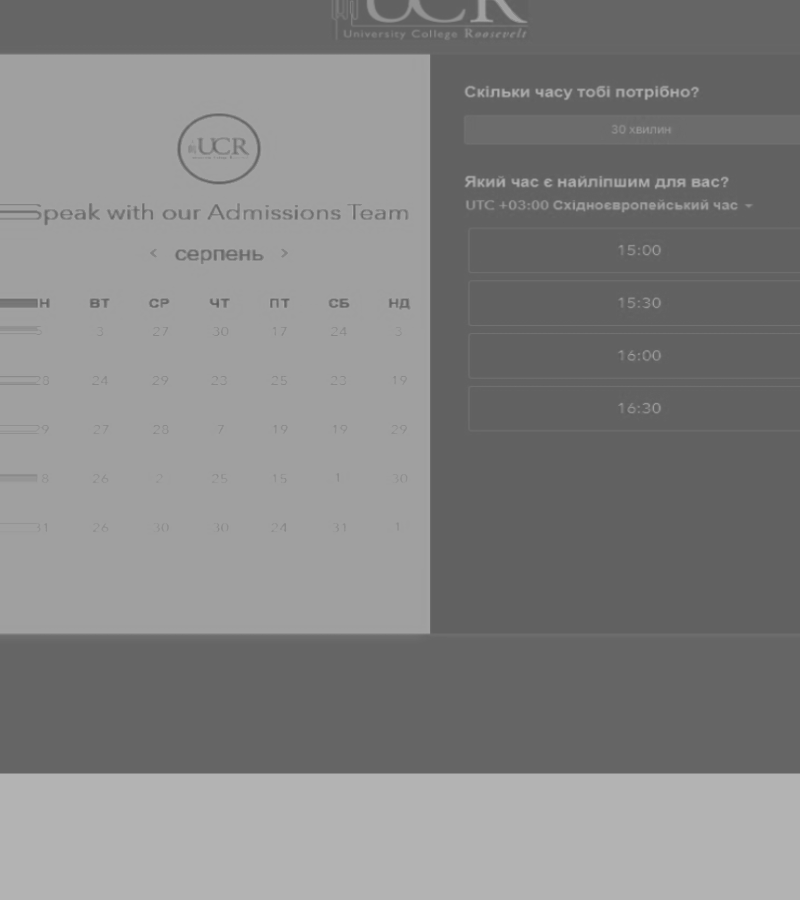 UCR
University College Roosevelt
UCR
Speak with our Admissions Team
< серпень >
Н ВТ СР ЧТ ПТ СБ НД
3 27 30 17 24 3
28 24 29 23 25 23 19
29 27 28 7 19 19 29
8 26 2 25 15 1 30
31 26 30 30 24 31 1
Скільки часу тобі потрібно?
30 хвилин
Який час є найліпшим для вас?
UTC +03:00 Східноєвропейський час
15:00
15:30
16:00
16:30